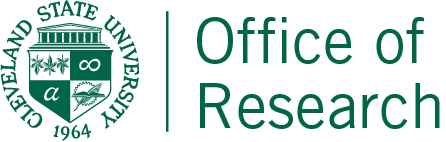 CLEVELAND STATE UNIVERSITY
∞
a
1964
Office of
Research